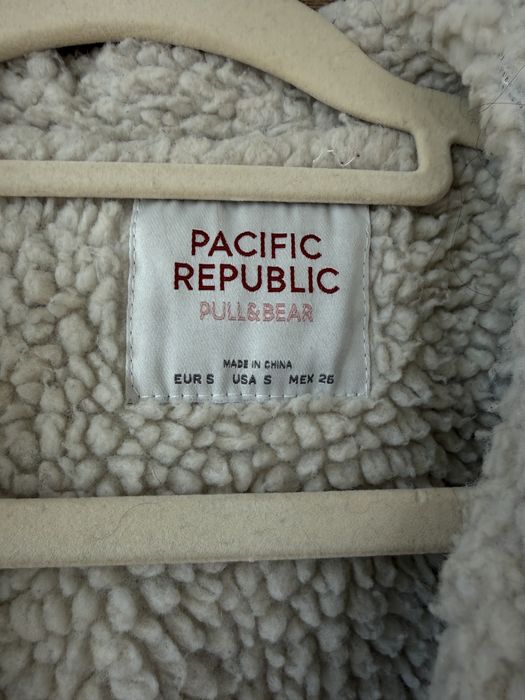 PACIFIC
REPUBLIC
PULL&BEAR
MADE IN CHINA
EUR S USA S MEX 26